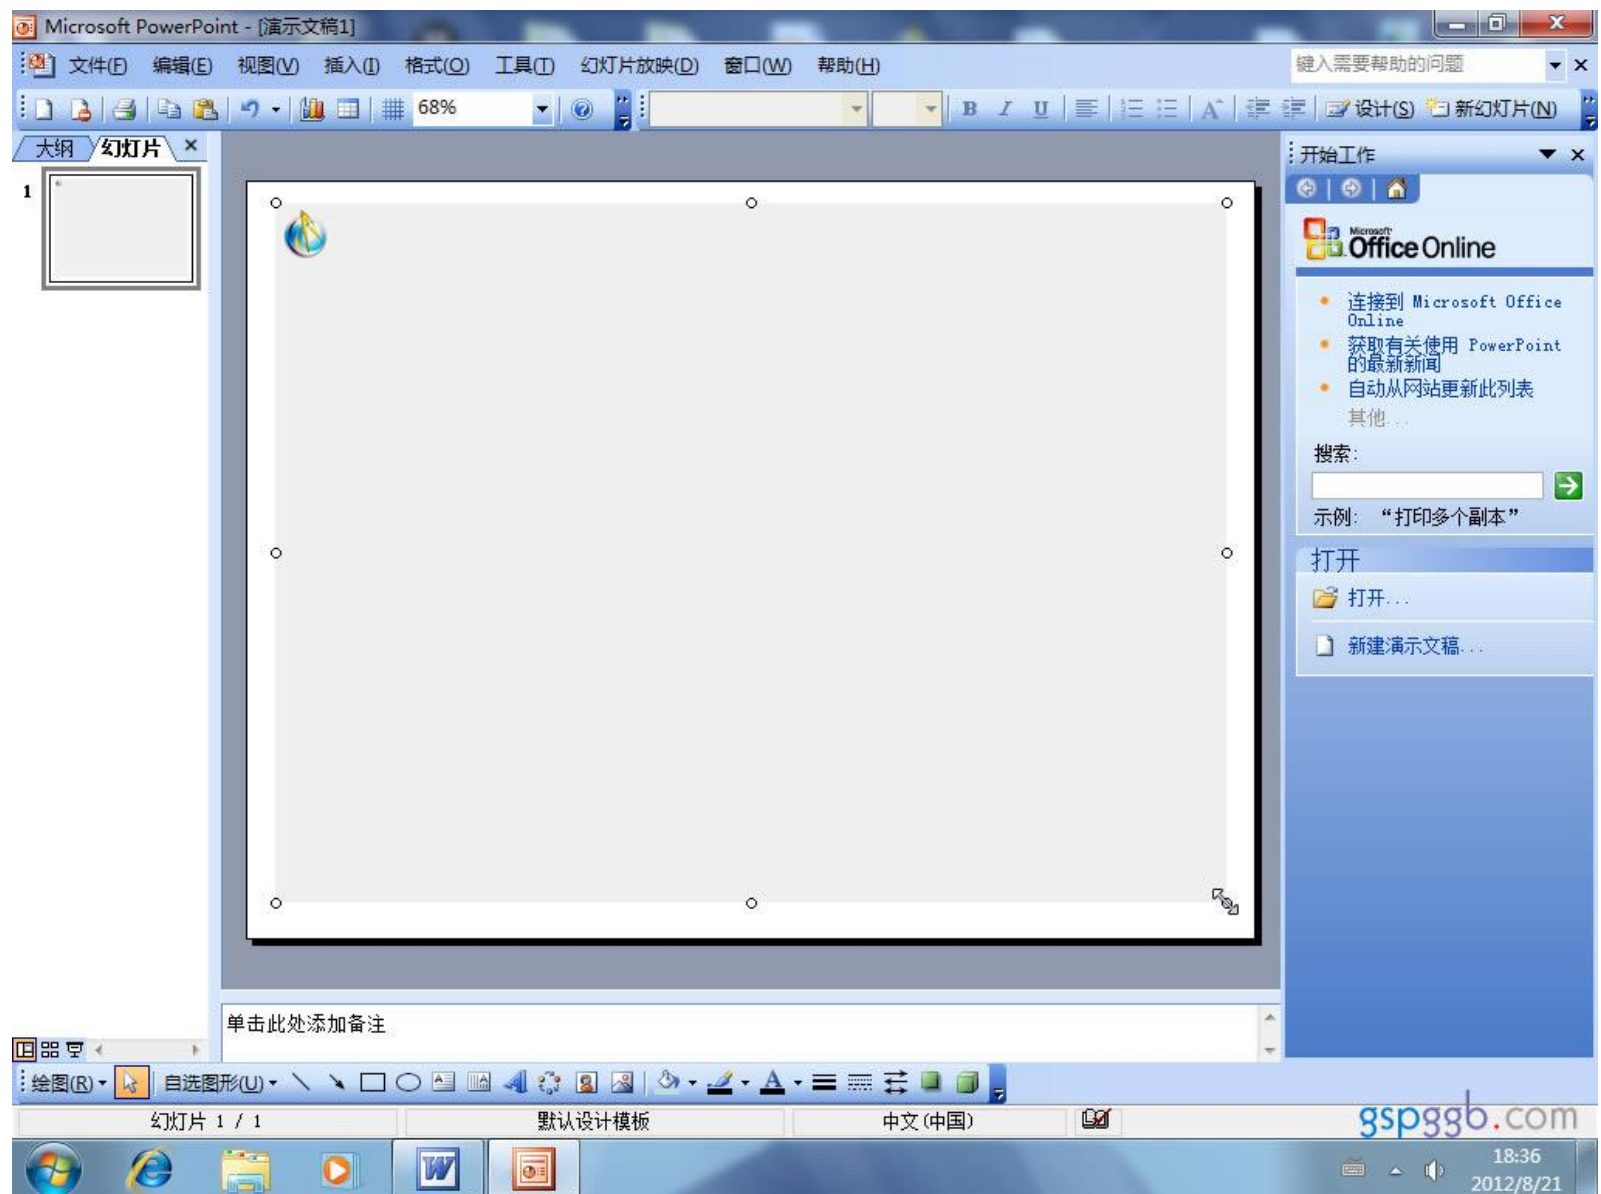 Microsoft PowerPoint - [演示文稿1]
文件(F) 编辑(E) 视图(V) 插入(I) 格式(O) 工具(T) 幻灯片放映(D) 窗口(W) 帮助(H) 键入需要帮助的问题
68% B I U A 设计(S) 新幻灯片(N)
大纲 幻灯片
开始工作
1
Microsoft
Office Online
连接到 Microsoft Office
Online
获取有关使用 PowerPoint
的最新新闻
自动从网站更新此列表
其他...
搜索:
示例: “打印多个副本”
打开
打开...
新建演示文稿...
单击此处添加备注
绘图(R) 自选图形(U) A
幻灯片 1 / 1 默认设计模板 中文(中国)
gspggb.com
W
18:36
2012/8/21